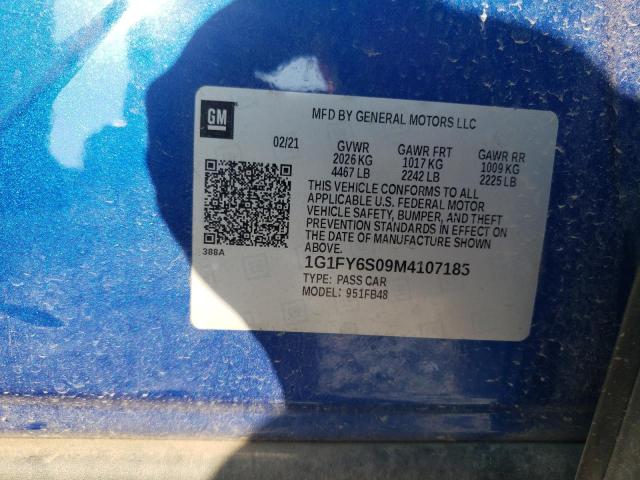 GM
MFD BY GENERAL MOTORS LLC
02/21 GVWR GAWR FRT GAWR RR
2026 KG 1017 KG 1009 KG
4467 LB 2242 LB 2225 LB
THIS VEHICLE CONFORMS TO ALL
APPLICABLE U.S. FEDERAL MOTOR
VEHICLE SAFETY, BUMPER, AND THEFT
PREVENTION STANDARDS IN EFFECT ON
THE DATE OF MANUFACTURE SHOWN
ABOVE.
388A
1G1FY6S09M4107185
TYPE: PASS CAR
MODEL: 951FB48